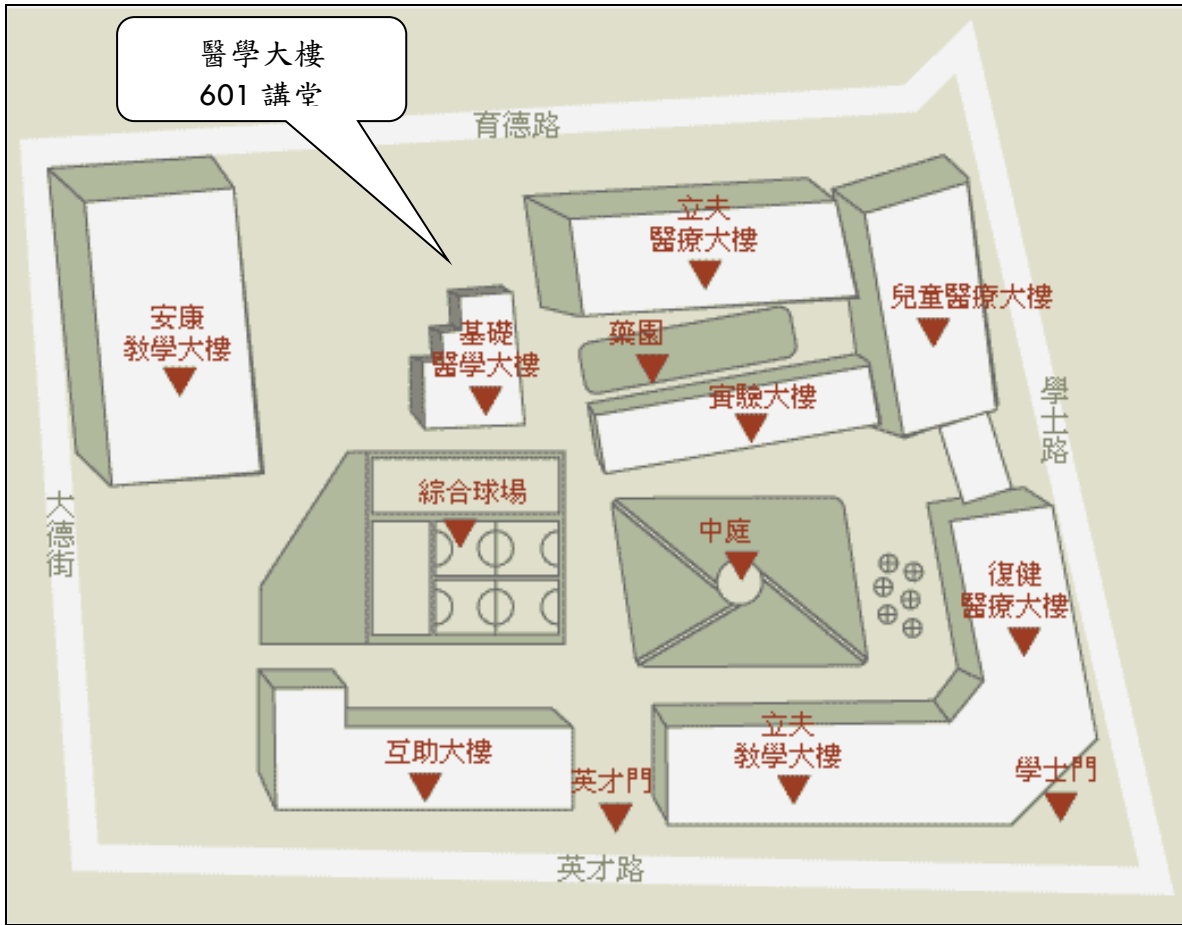 醫學大樓
601 講堂
育德路
立夫
醫療大樓
兒童醫療大樓
安康
教學大樓
基礎
醫學大樓
藥園
實驗大樓
學士路
大德街
綜合球場
中庭
復健
醫療大樓
互助大樓
英才門
立夫
教學大樓
學士門
英才路